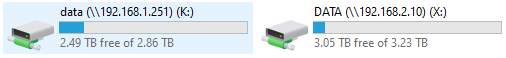 data (\\192.168.1.251) (K:)
2.49 TB free of 2.86 TB
DATA (\\192.168.2.10) (X:)
3.05 TB free of 3.23 TB